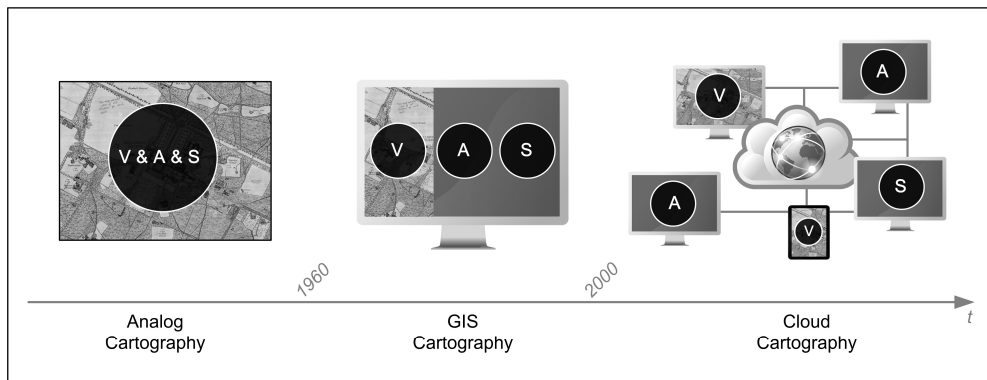 V & A & S
V
A
S
V
A
A
S
V
1960
2000
t
Analog
Cartography
GIS
Cartography
Cloud
Cartography